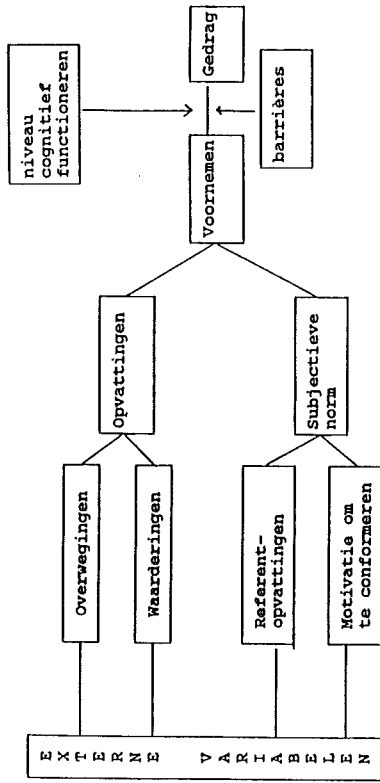 EXTERNE VARIABELEN
Overwegingen
Waarderingen
Referent-
opvattingen
Motivatie om
te conformeren
Opvattingen
Subjectieve
norm
Voornemen
niveau
cognitief
functioneren
barrières
Gedrag